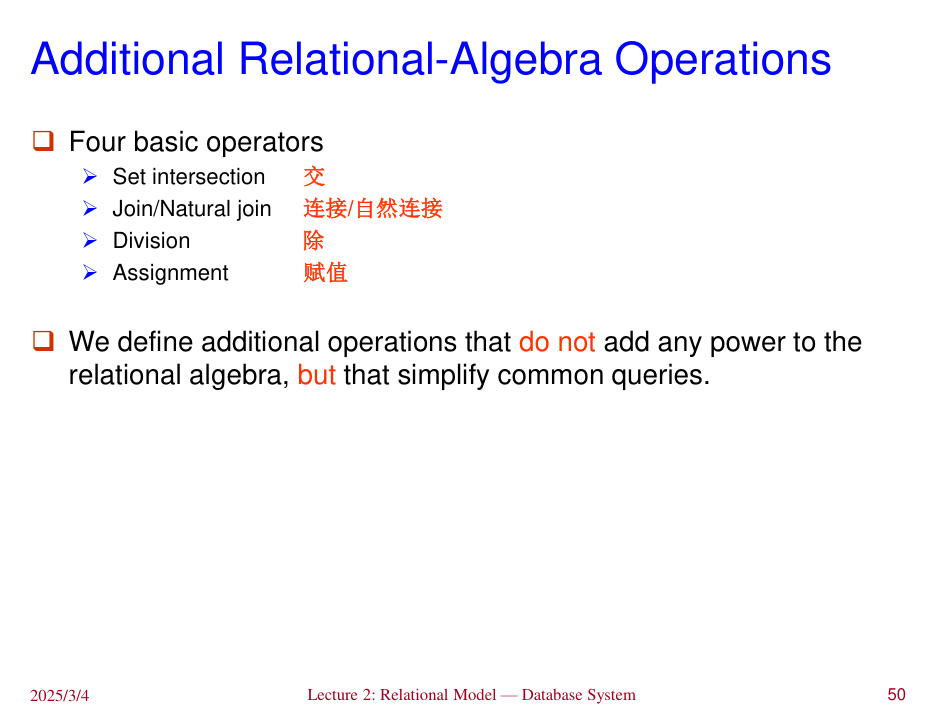 Additional Relational-Algebra Operations
Four basic operators
Set intersection 交
Join/Natural join 连接/自然连接
Division 除
Assignment 赋值
We define additional operations that do not add any power to the
relational algebra, but that simplify common queries.
2025/3/4 Lecture 2: Relational Model — Database System 50